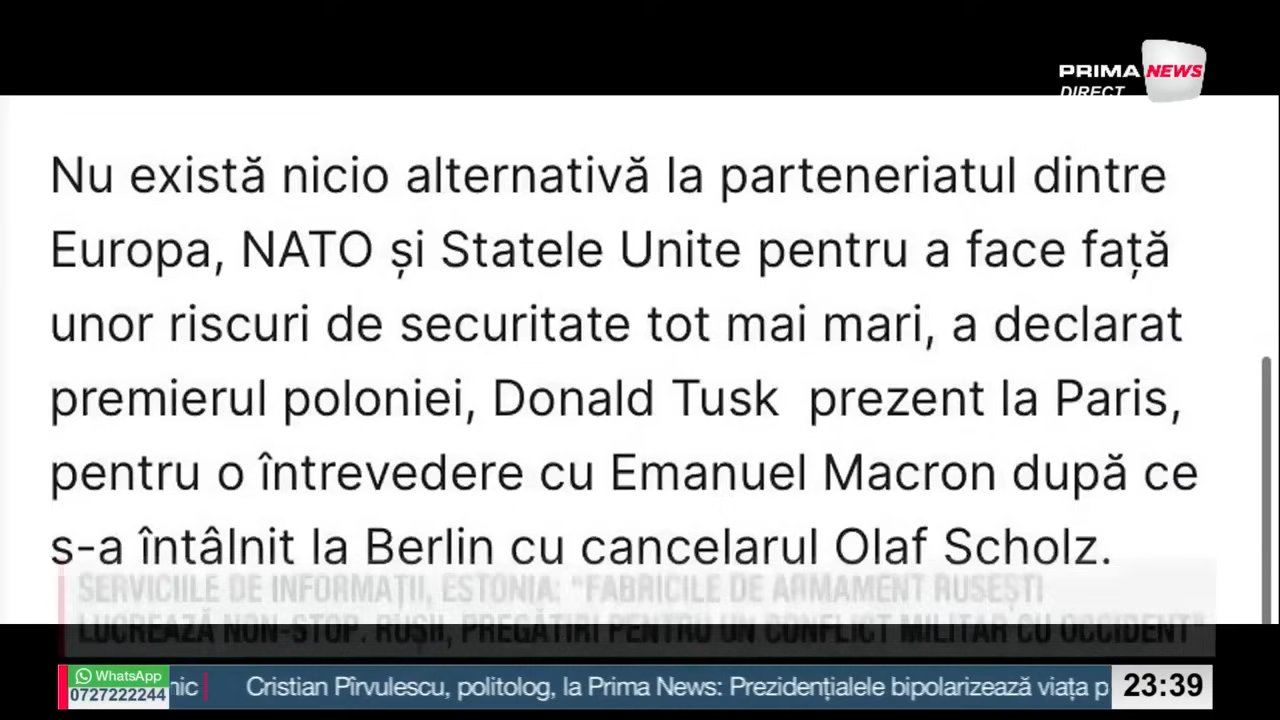 PRIMA NEWS
DIRECT
Nu există nicio alternativă la parteneriatul dintre
Europa, NATO și Statele Unite pentru a face față
unor riscuri de securitate tot mai mari, a declarat
premierul poloniei, Donald Tusk prezent la Paris,
pentru o întrevedere cu Emanuel Macron după ce
s-a întâlnit la Berlin cu cancelarul Olaf Scholz.
SERVICIILE DE INFORMAȚII, ESTONIA: "FABRICILE DE ARMAMENT RUSEȘTI
LUCREAZĂ NON-STOP. RUȘII, PREGĂTIRI PENTRU UN CONFLICT MILITAR CU OCCIDENT"
WhatsApp
0727222244
nic | Cristian Pîrvulescu, politolog, la Prima News: Prezidențialele bipolarizează viața p
23:39